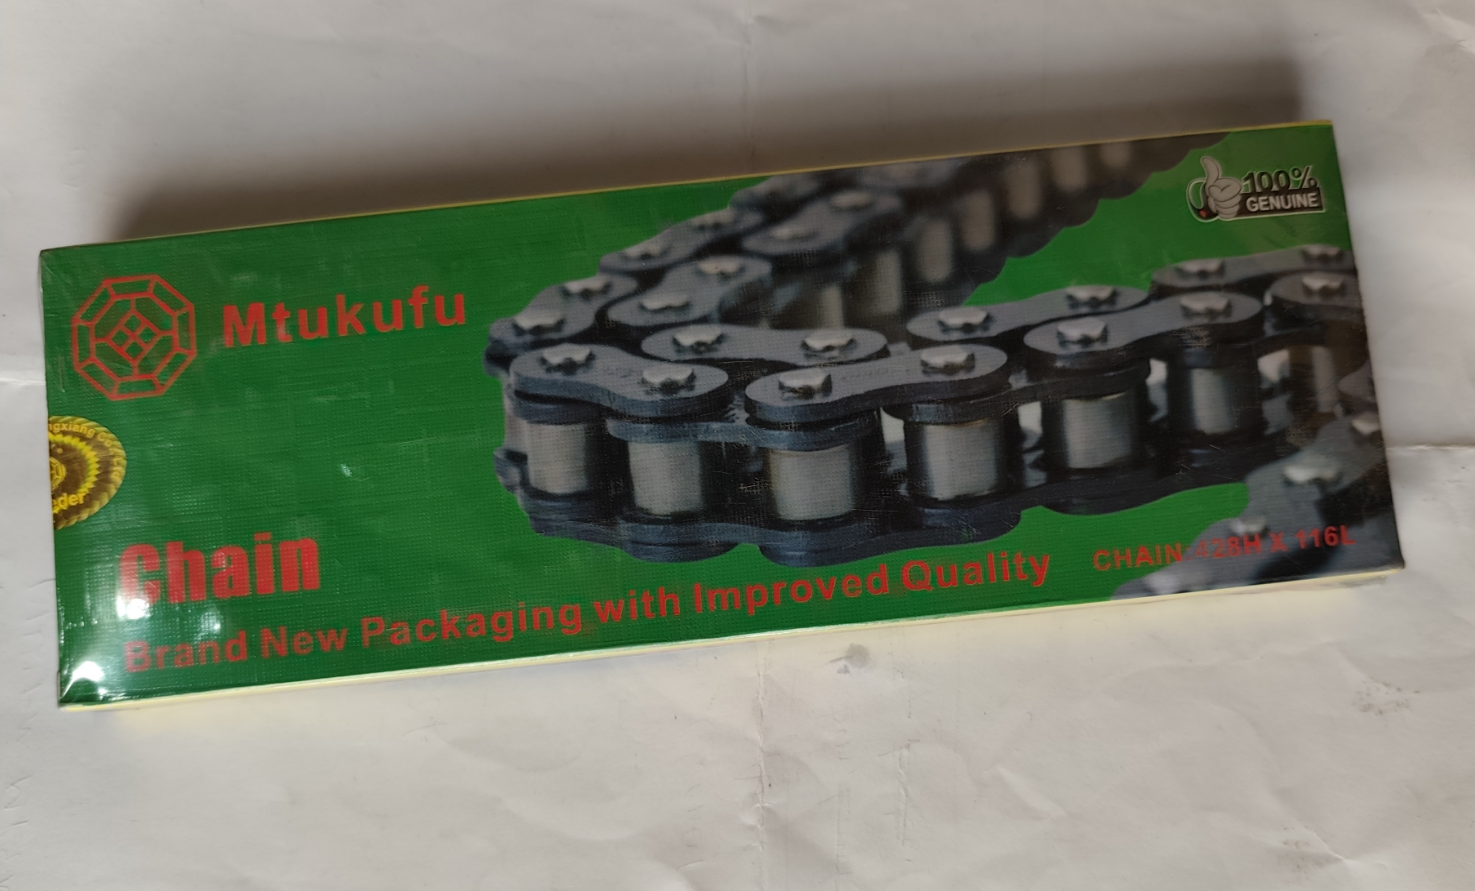 100%
GENUINE
Mtukufu
Chain
Brand New Packaging with Improved Quality
CHAIN:428H X 116L